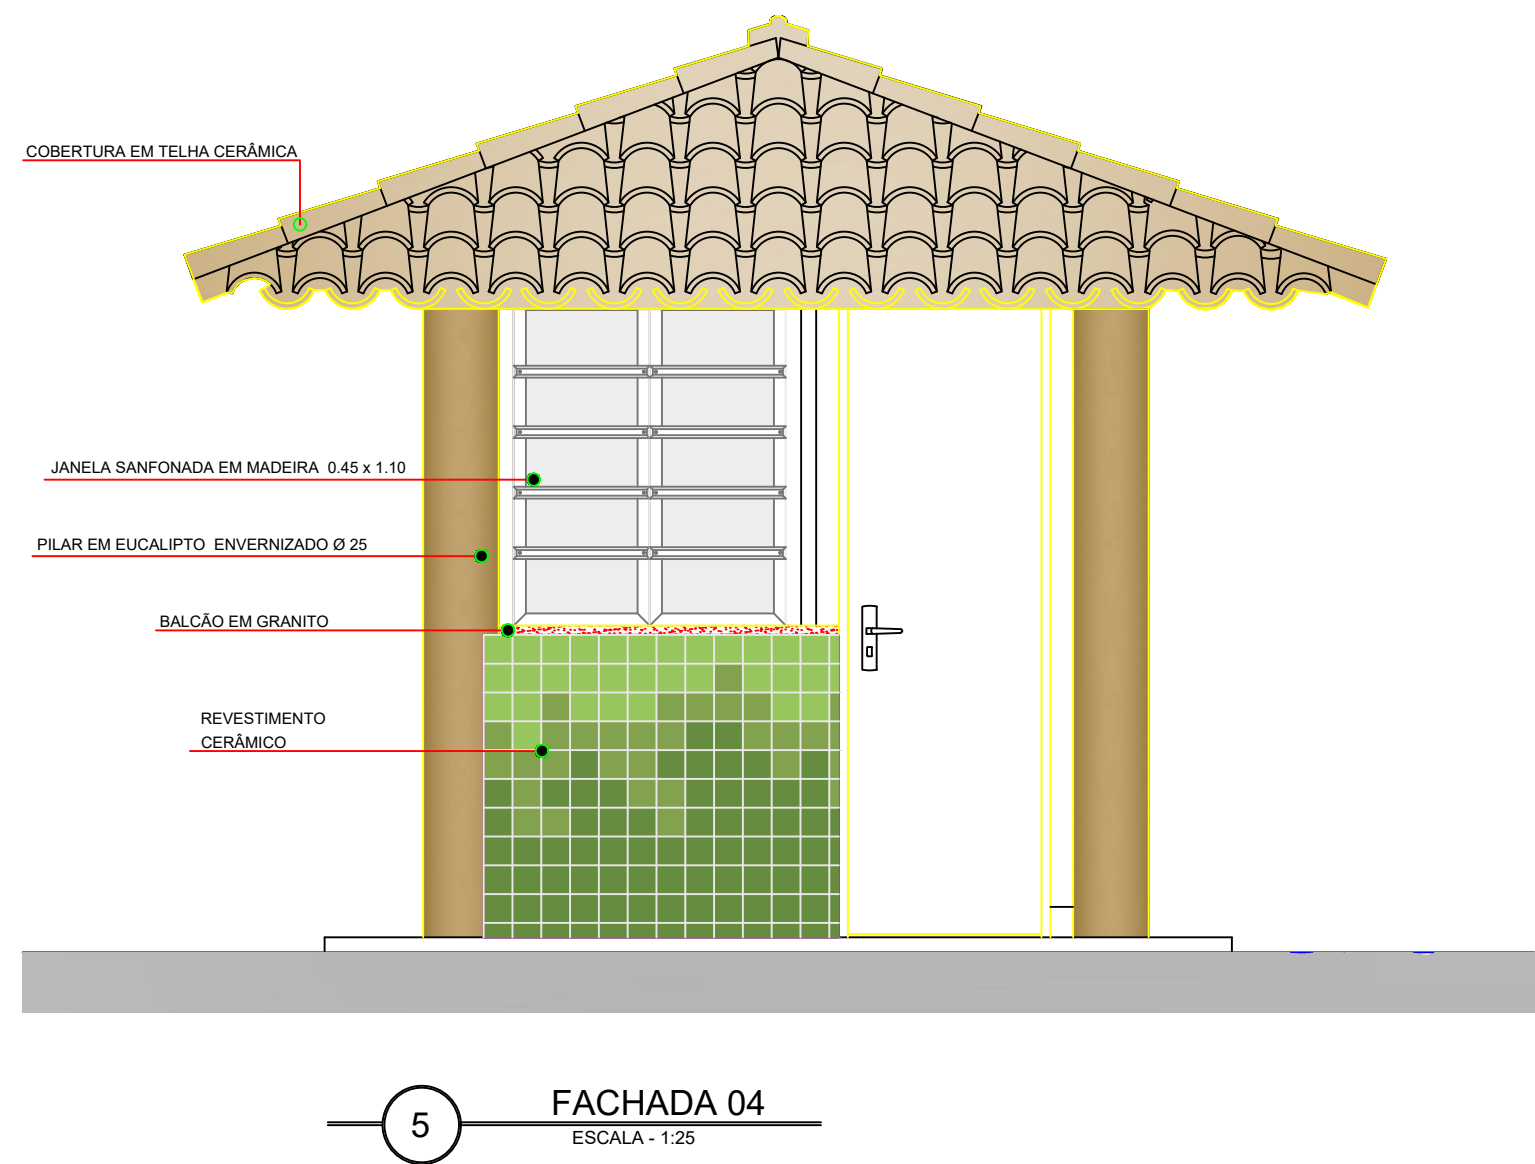 COBERTURA EM TELHA CERÂMICA
JANELA SANFONADA EM MADEIRA  0.45 x 1.10
PILAR EM EUCALIPTO  ENVERNIZADO Ø 25
BALCÃO EM GRANITO
REVESTIMENTO
CERÂMICO
5
FACHADA 04
ESCALA - 1:25